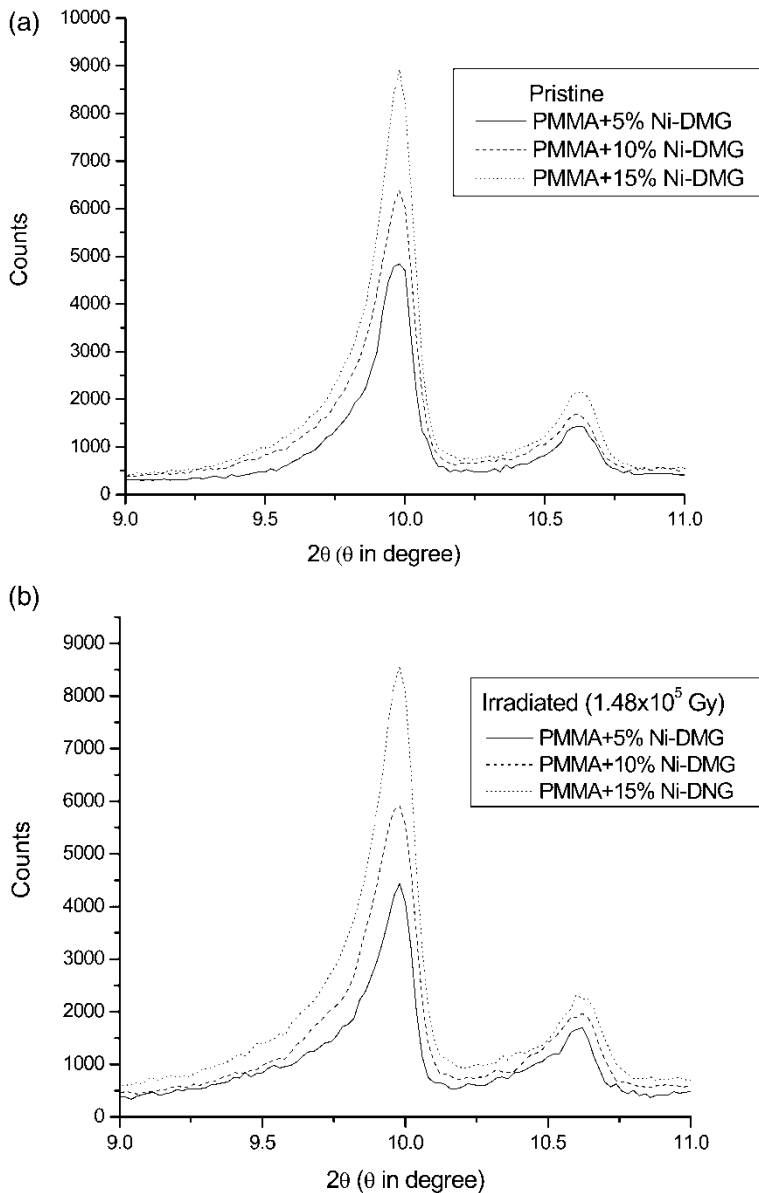 (a)
10000
9000
8000
7000
6000
5000
4000
3000
2000
1000
0
Counts
Pristine
PMMA+5% Ni-DMG
PMMA+10% Ni-DMG
PMMA+15% Ni-DMG
9.0 9.5 10.0 10.5 11.0
2θ (θ in degree)
(b)
9000
8000
7000
6000
5000
4000
3000
2000
1000
0
Counts
Irradiated (1.48x10⁵ Gy)
PMMA+5% Ni-DMG
PMMA+10% Ni-DMG
PMMA+15% Ni-DNG
9.0 9.5 10.0 10.5 11.0
2θ (θ in degree)